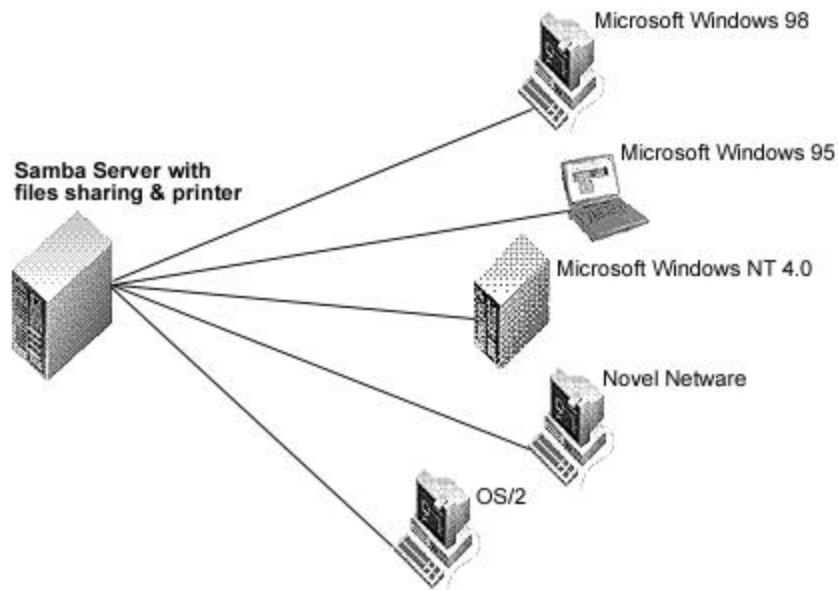 Microsoft Windows 98
Microsoft Windows 95
Samba Server with
files sharing & printer
Microsoft Windows NT 4.0
Novel Netware
OS/2